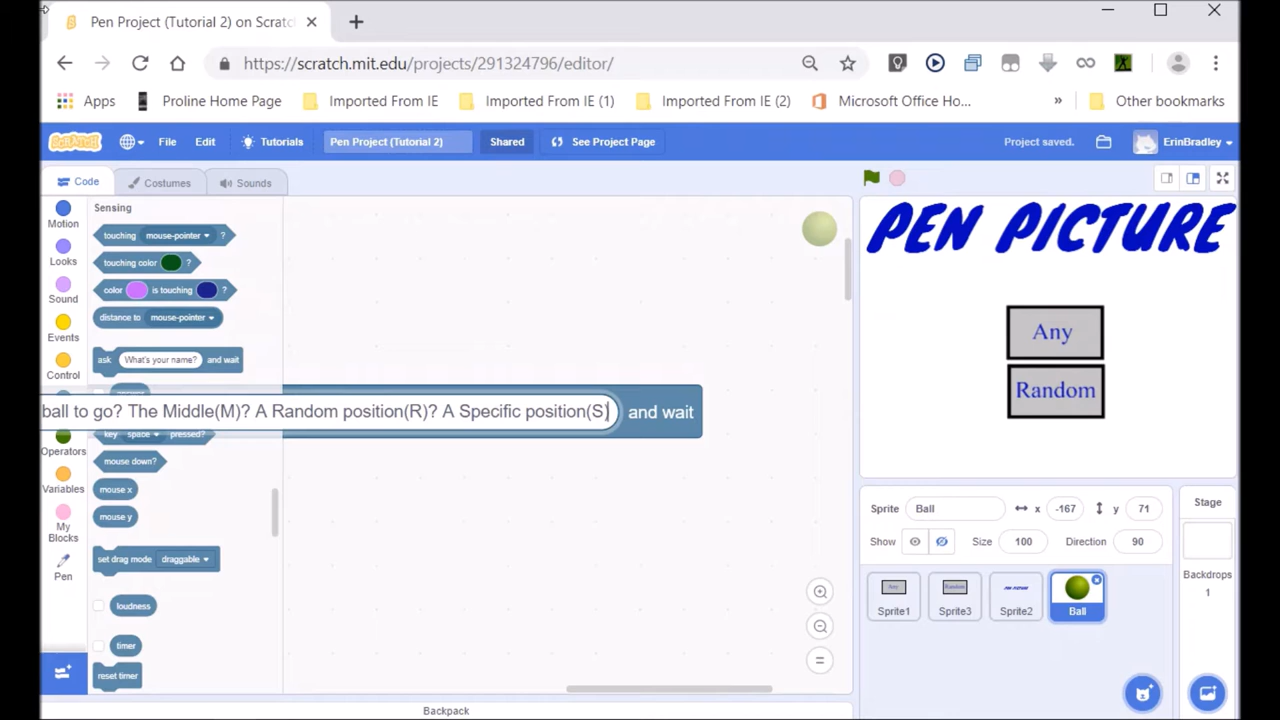 Pen Project (Tutorial 2) on Scratc
https://scratch.mit.edu/projects/291324796/editor/
Apps Proline Home Page Imported From IE Imported From IE (1) Imported From IE (2) Microsoft Office Ho... » Other bookmarks
SCRATCH File Edit Tutorials Pen Project (Tutorial 2) Shared See Project Page Project saved. ErinBradley
Code Costumes Sounds
Motion
Looks
Sound
Events
Control
Operators
Variables
My
Blocks
Pen
Sensing
touching mouse-pointer ?
touching color ?
color is touching ?
distance to mouse-pointer
ask What's your name? and wait
ball to go? The Middle(M)? A Random position(R)? A Specific position(S) and wait
key space pressed?
mouse down?
mouse x
mouse y
set drag mode draggable
loudness
timer
reset timer
PEN PICTURE
Any
Random
Sprite Ball x -167 y 71
Show Size 100 Direction 90
Sprite1 Sprite3 Sprite2 Ball
PEN PICTURE
Stage
Backdrops
1
Backpack